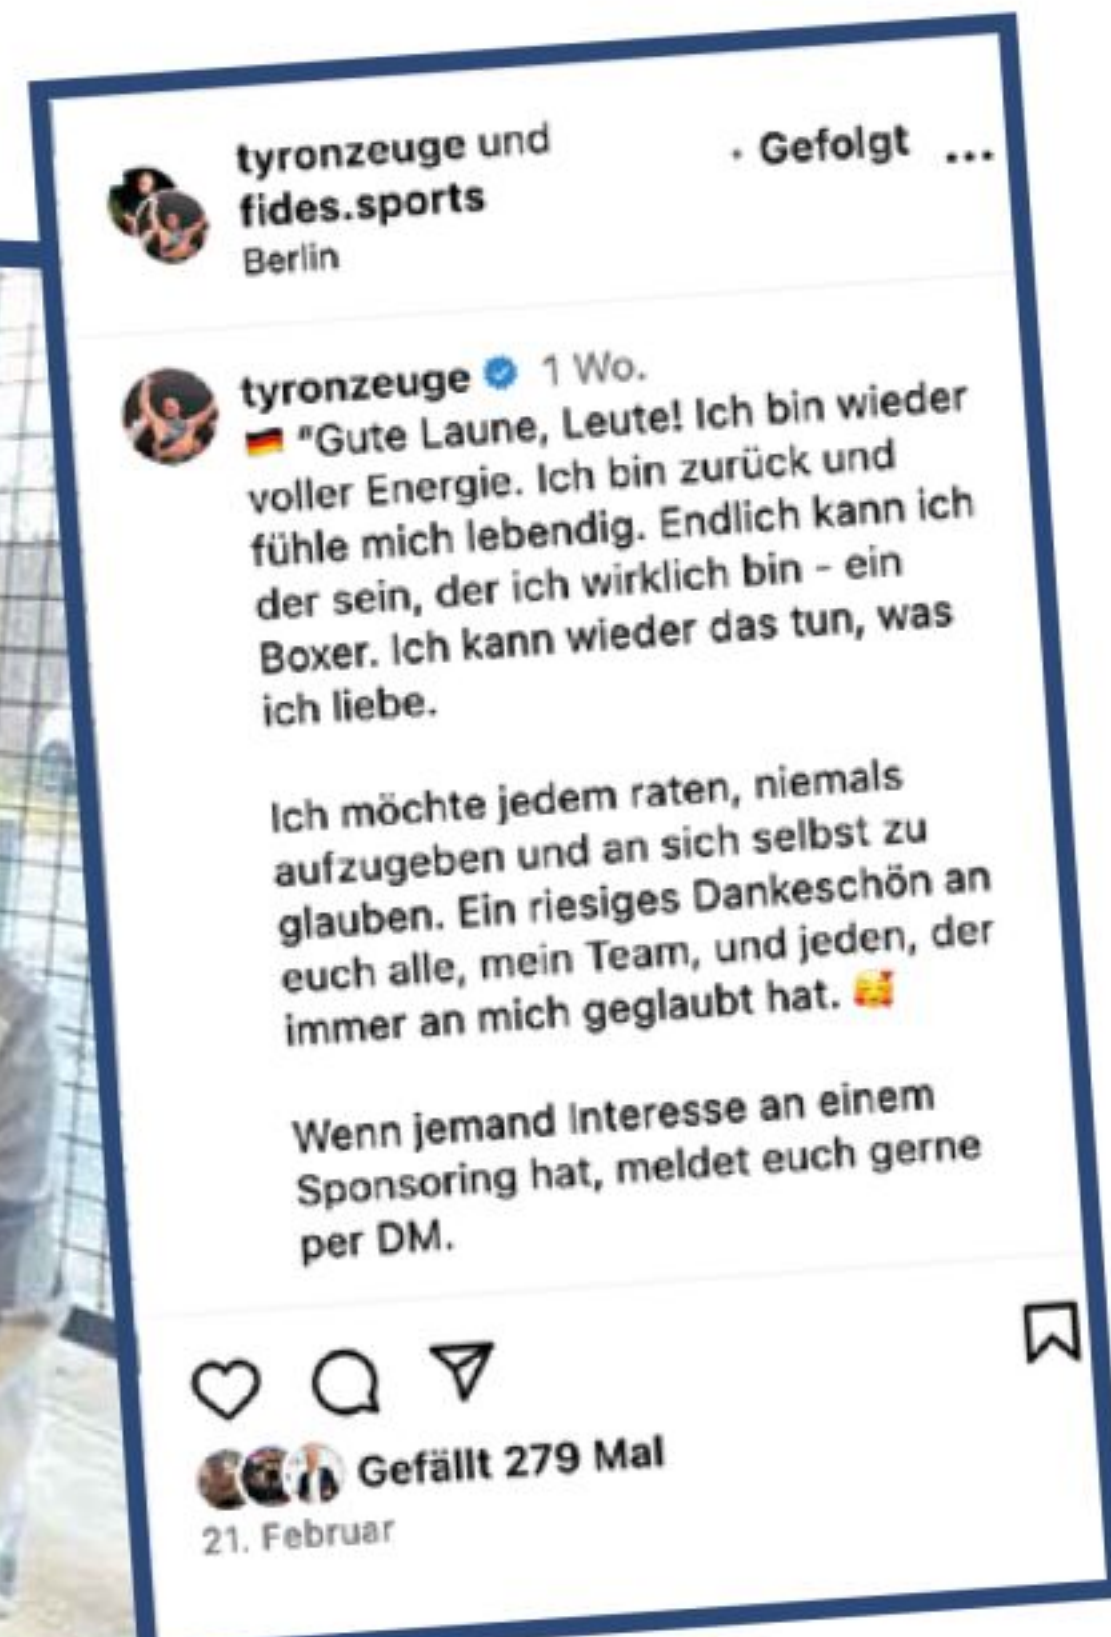 tyronzeuge und
fides.sports
• Gefolgt ...
Berlin
tyronzeuge 1 Wo.
🇩🇪 "Gute Laune, Leute! Ich bin wieder
voller Energie. Ich bin zurück und
fühle mich lebendig. Endlich kann ich
der sein, der ich wirklich bin - ein
Boxer. Ich kann wieder das tun, was
ich liebe.
Ich möchte jedem raten, niemals
aufzugeben und an sich selbst zu
glauben. Ein riesiges Dankeschön an
euch alle, mein Team, und jeden, der
immer an mich geglaubt hat. 🥰
Wenn jemand Interesse an einem
Sponsoring hat, meldet euch gerne
per DM.
Gefällt 279 Mal
21. Februar